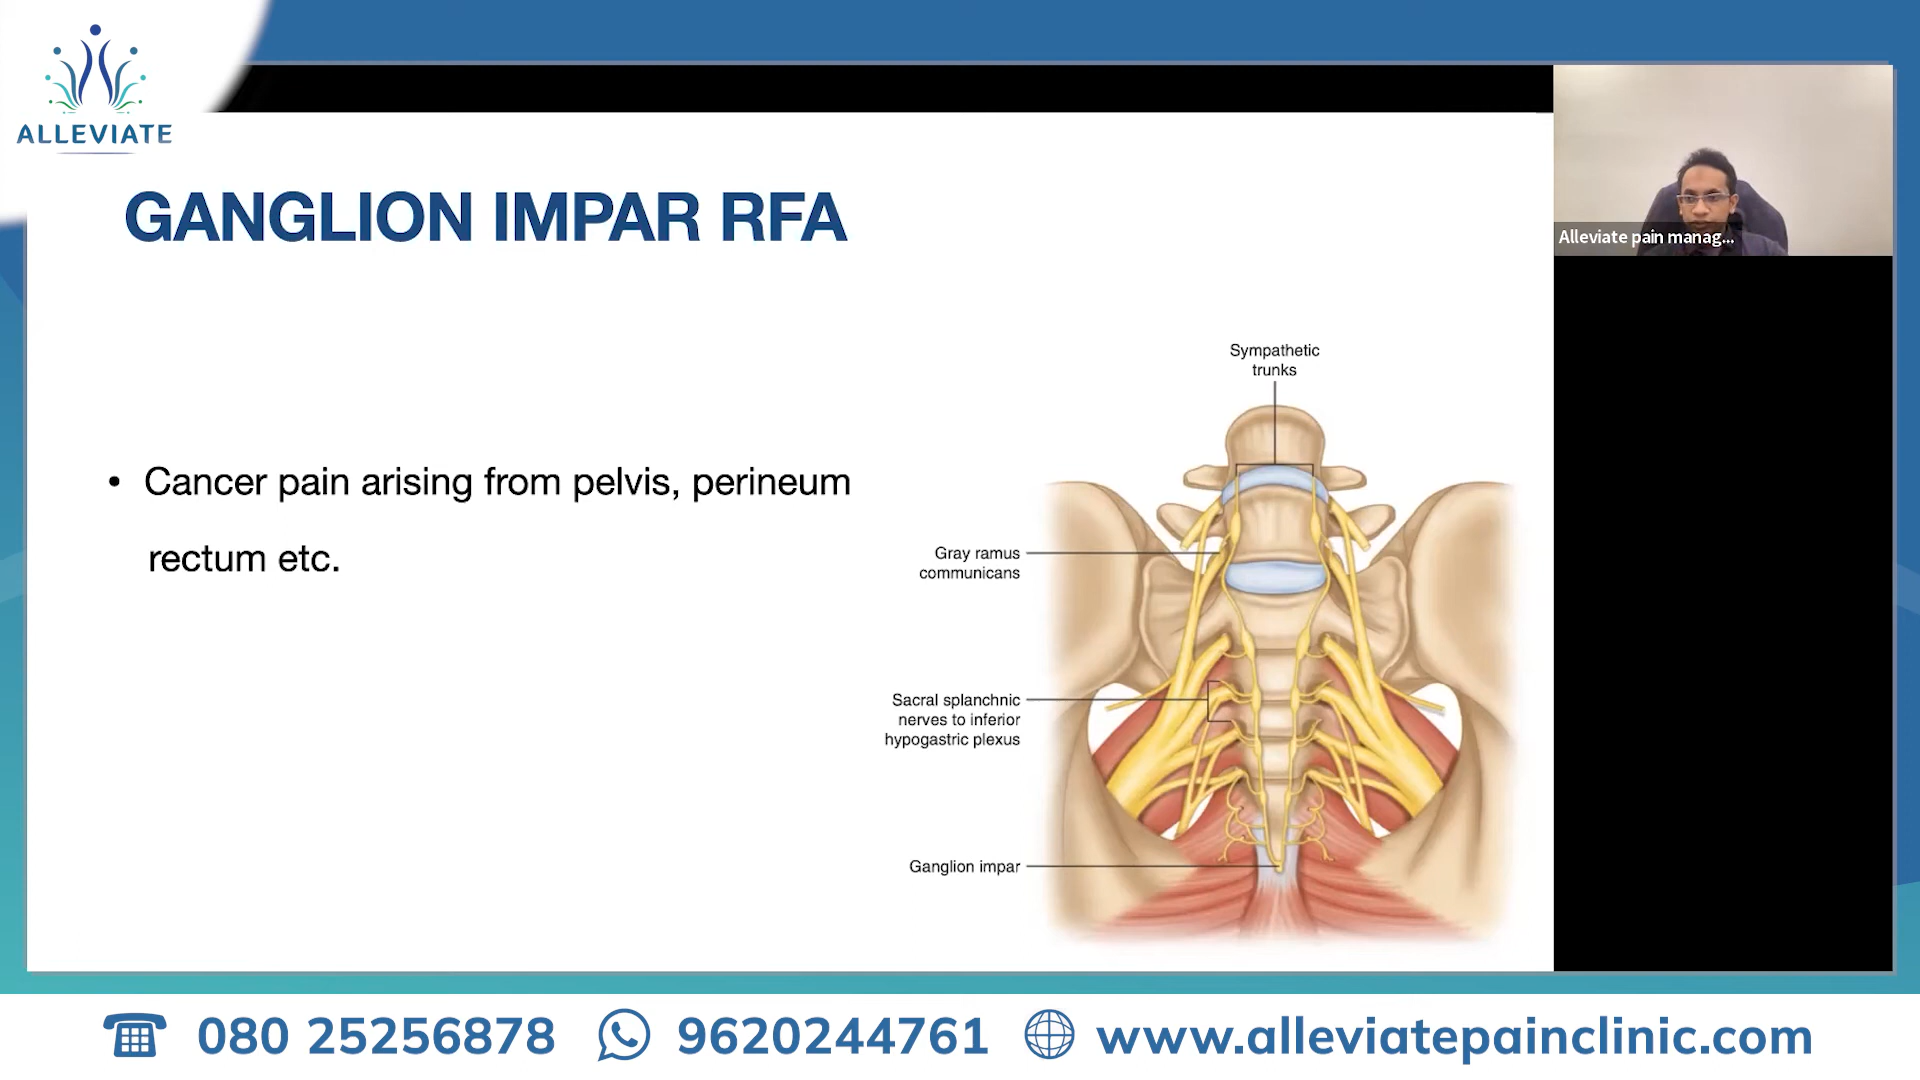 ALLEVIATE
GANGLION IMPAR RFA
• Cancer pain arising from pelvis, perineum
rectum etc.
Sympathetic
trunks
Gray ramus
communicans
Sacral splanchnic
nerves to inferior
hypogastric plexus
Ganglion impar
Alleviate pain manag...
080 25256878
9620244761
www.alleviatepainclinic.com